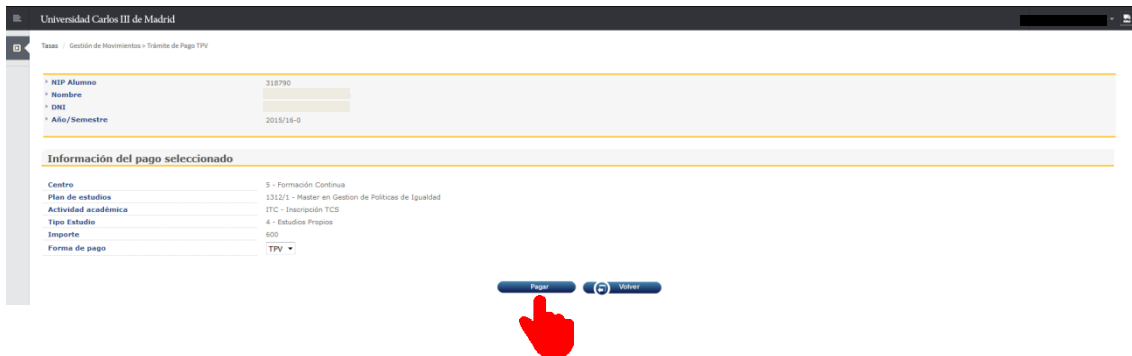 Universidad Carlos III de Madrid
Tasas / Gestión de Movimientos > Trámite de Pago TPV
NIP Alumno 318790
Nombre
DNI
Año/Semestre 2015/16-0
Información del pago seleccionado
Centro 5 - Formación Continua
Plan de estudios 1312/1 - Master en Gestion de Politicas de Igualdad
Actividad académica ITC - Inscripción TCS
Tipo Estudio 4 - Estudios Propios
Importe 600
Forma de pago TPV
Pagar Volver